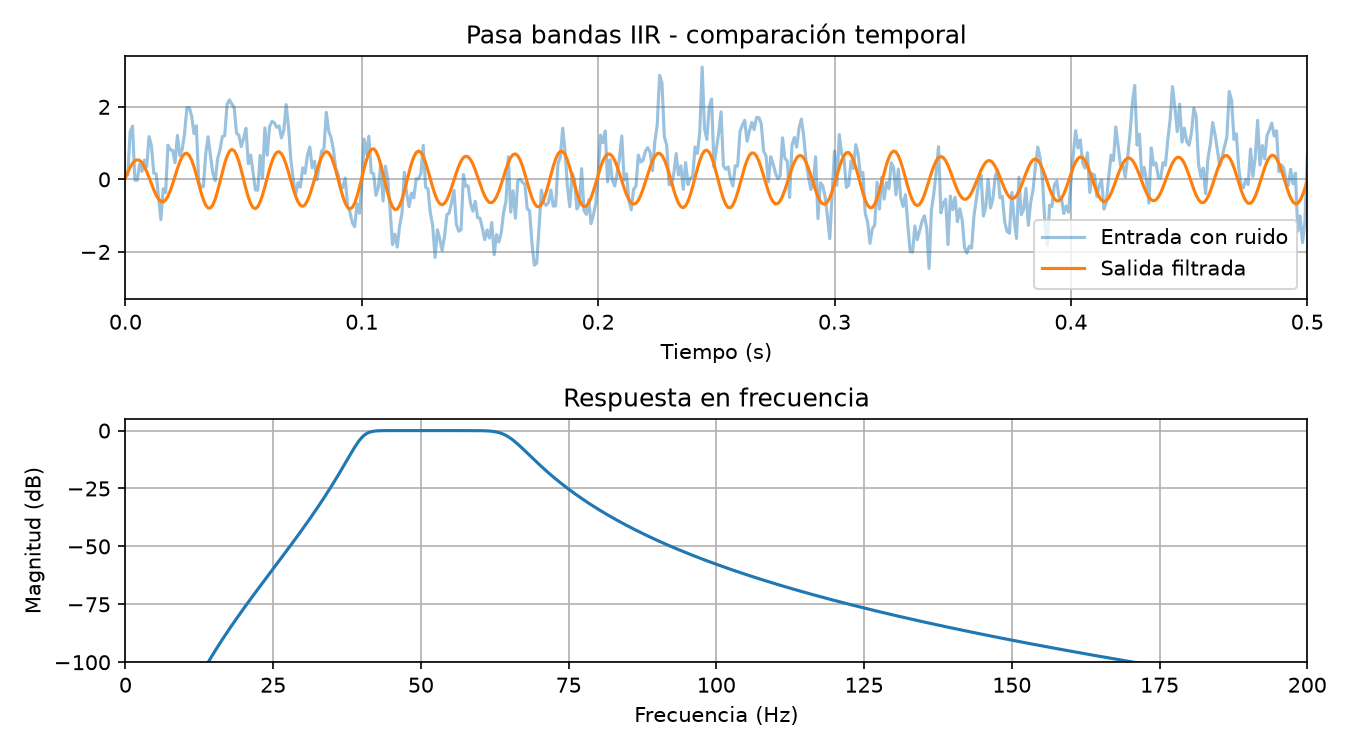 Pasa bandas IIR - comparación temporal
2
0
−2
Entrada con ruido
Salida filtrada
0.0 0.1 0.2 0.3 0.4 0.5
Tiempo (s)
Respuesta en frecuencia
Magnitud (dB)
0
−25
−50
−75
−100
0 25 50 75 100 125 150 175 200
Frecuencia (Hz)